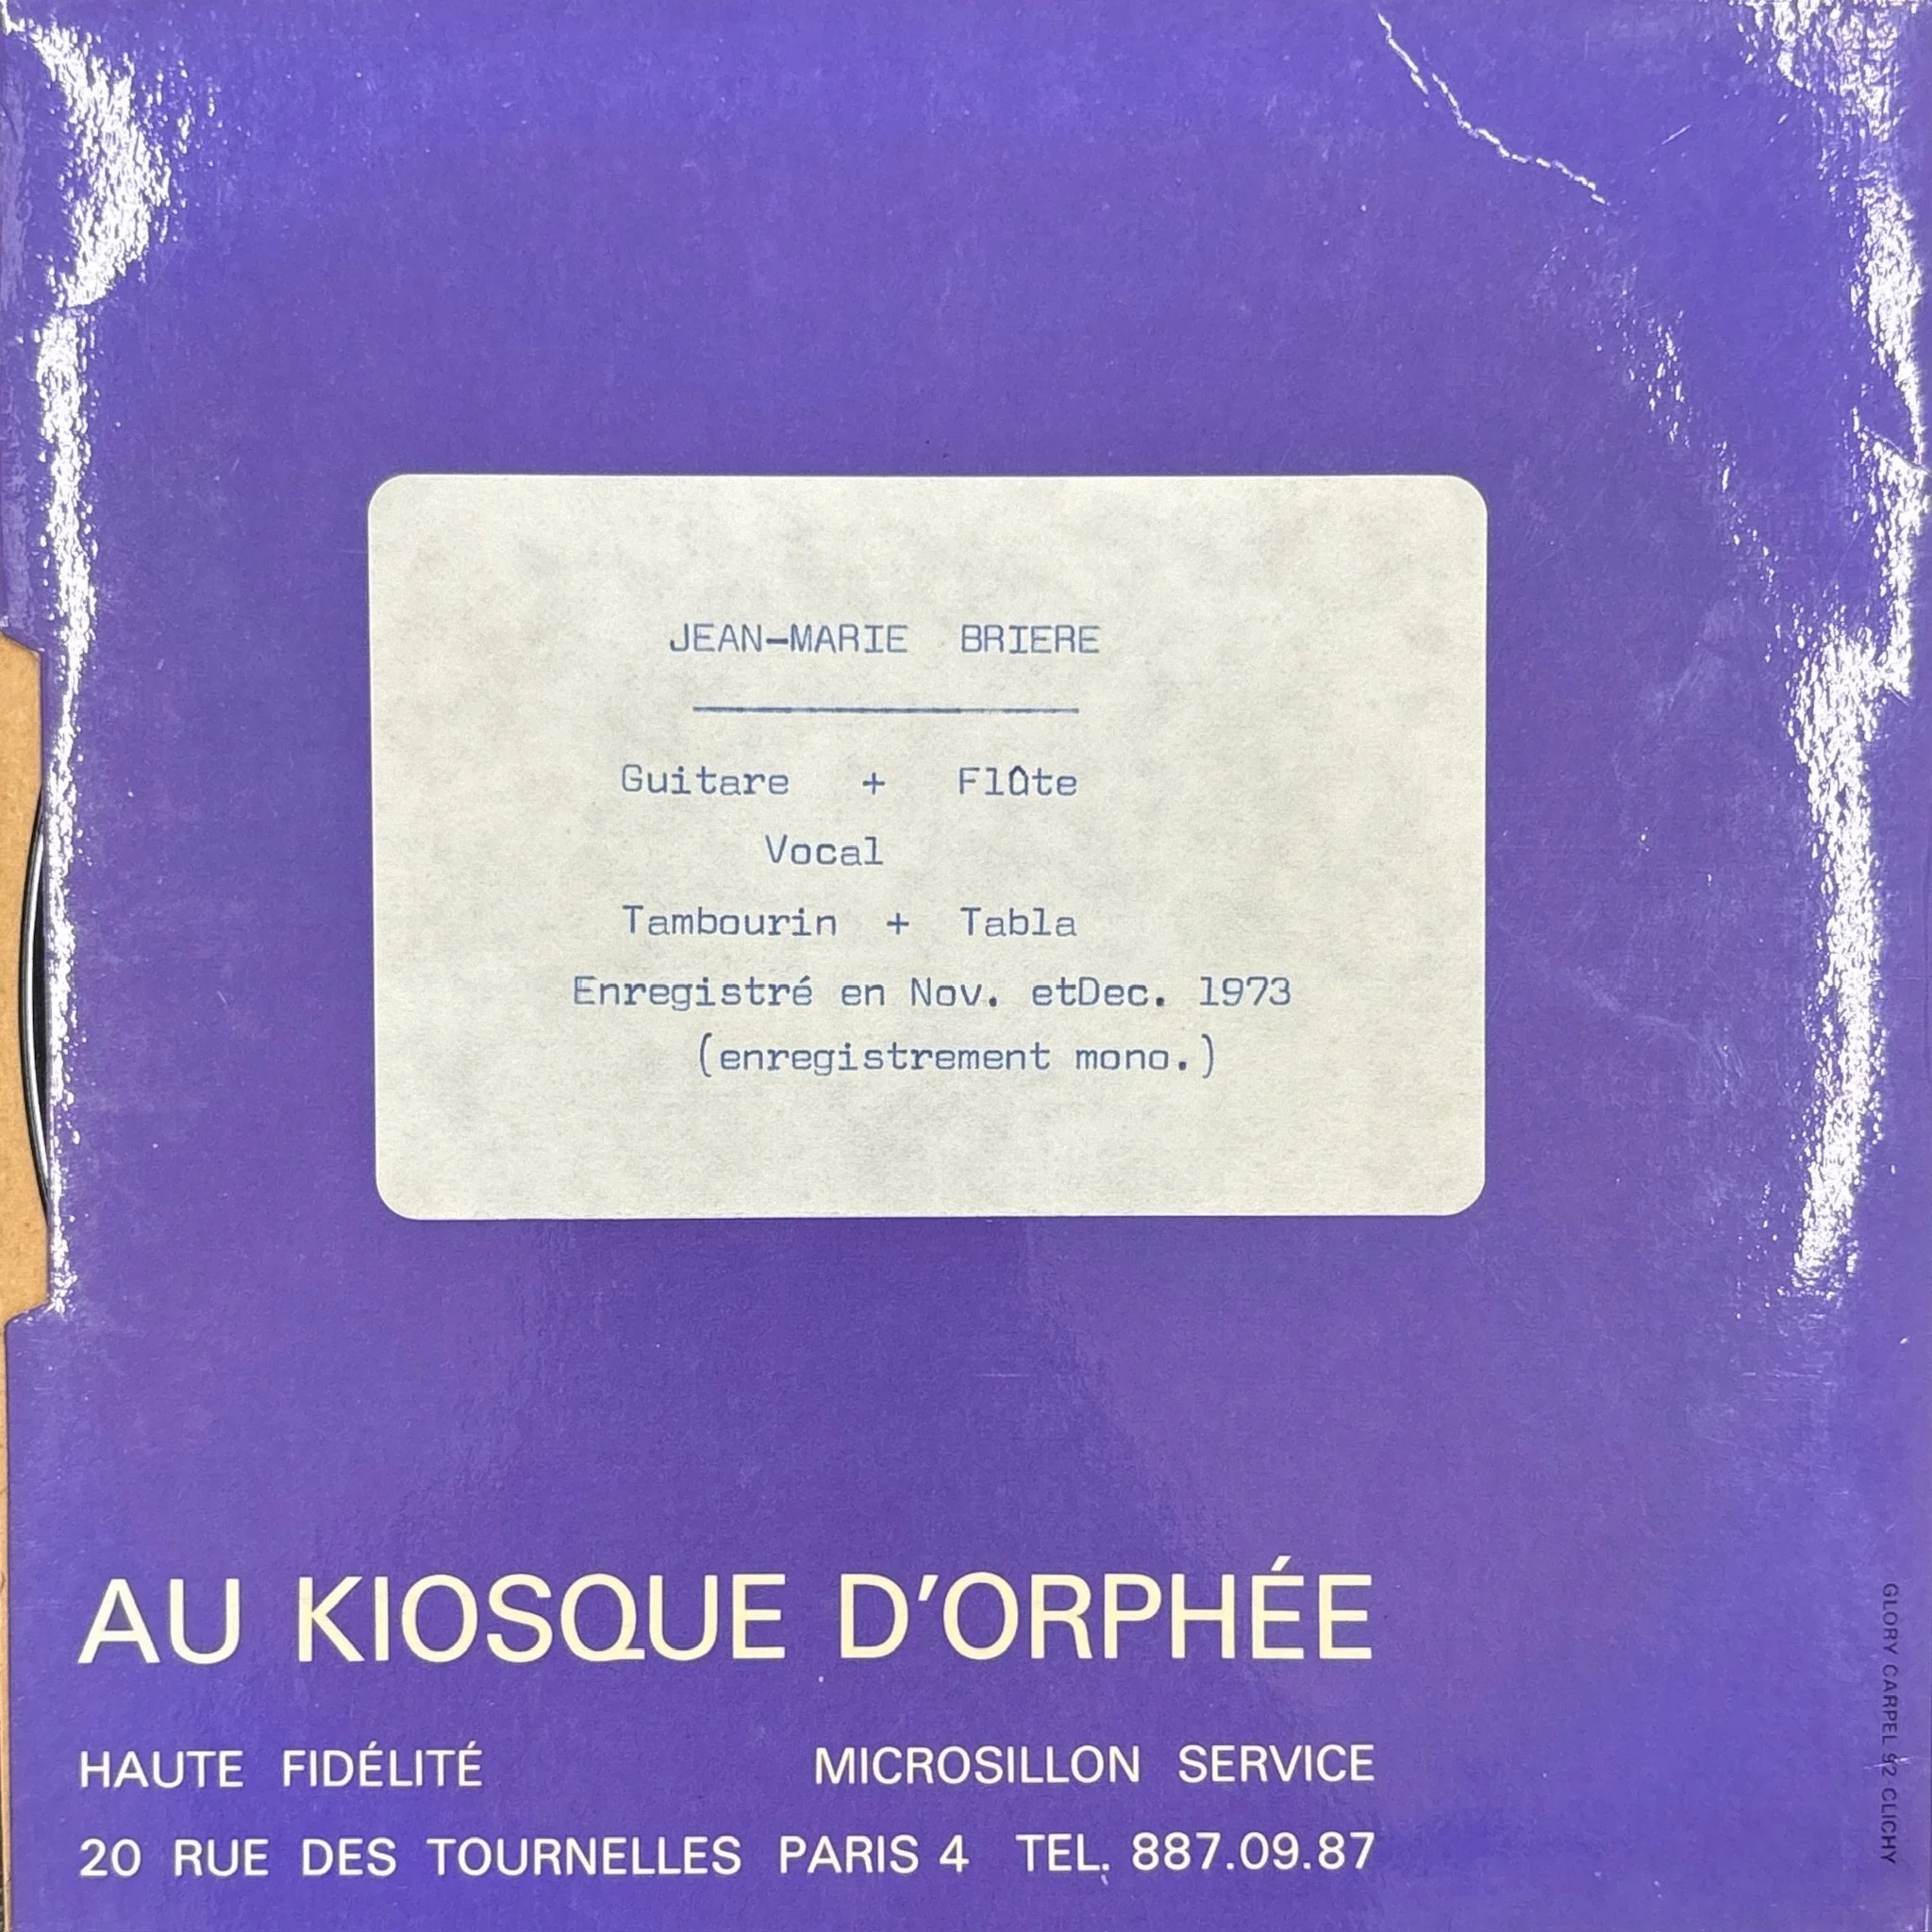 JEAN-MARIE BRIERE
Guitare + Flûte
Vocal
Tambourin + Tabla
Enregistré en Nov. etDec. 1973
(enregistrement mono.)
AU KIOSQUE D'ORPHÉE
HAUTE FIDÉLITÉ MICROSILLON SERVICE
20 RUE DES TOURNELLES PARIS 4 TEL. 887.09.87
GLORY CARPEL 92 CLICHY